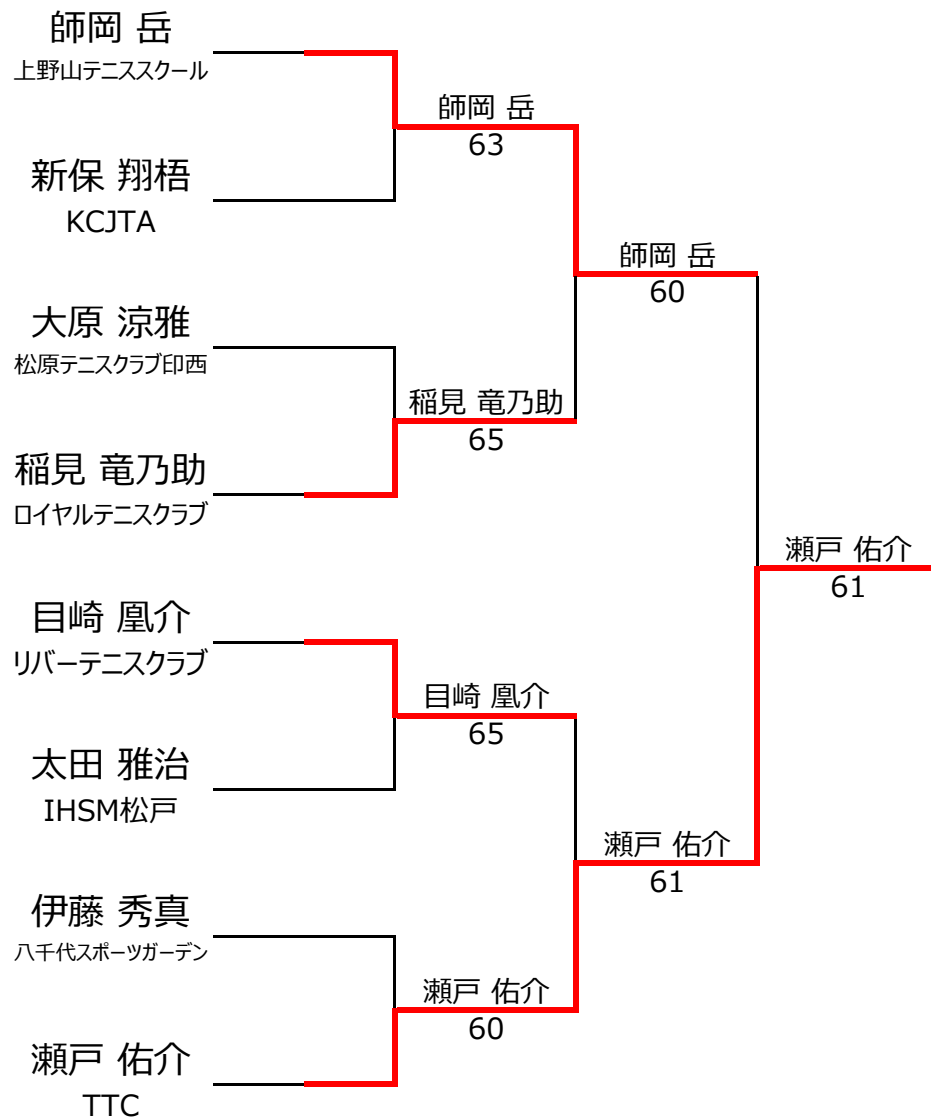 師岡 岳
上野山テニススクール
師岡 岳
63
新保 翔梧
KCJTA
師岡 岳
60
大原 涼雅
松原テニスクラブ印西
稲見 竜乃助
65
稲見 竜乃助
ロイヤルテニスクラブ
瀬戸 佑介
61
目崎 凰介
リバーテニスクラブ
目崎 凰介
65
太田 雅治
IHSM松戸
瀬戸 佑介
61
伊藤 秀真
八千代スポーツガーデン
瀬戸 佑介
60
瀬戸 佑介
TTC